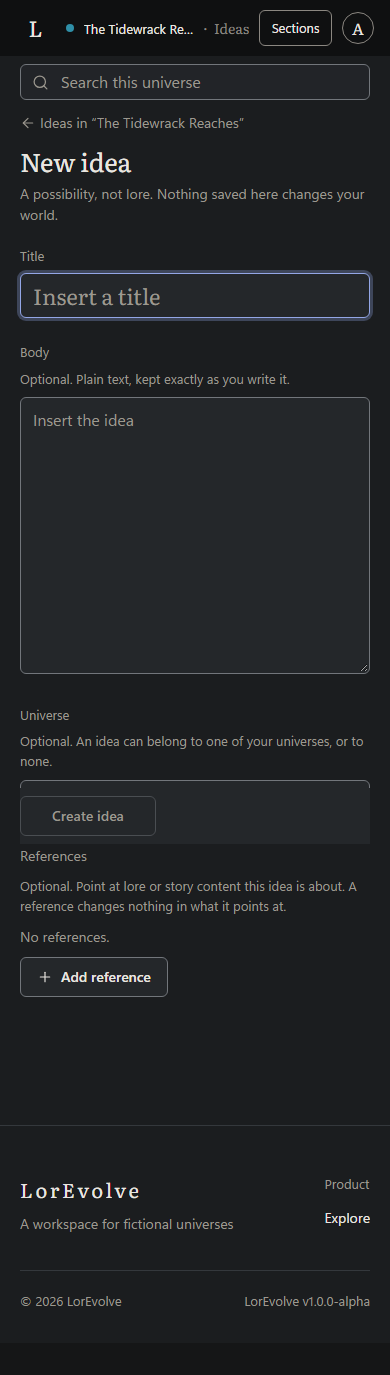 L
The Tidewrack Re... · Ideas
Sections
A
Search this universe
← Ideas in “The Tidewrack Reaches”
New idea
A possibility, not lore. Nothing saved here changes your
world.
Title
Insert a title
Body
Optional. Plain text, kept exactly as you write it.
Insert the idea
Universe
Optional. An idea can belong to one of your universes, or to
none.
Create idea
References
Optional. Point at lore or story content this idea is about. A
reference changes nothing in what it points at.
No references.
+ Add reference
LorEvolve
A workspace for fictional universes
Product
Explore
© 2026 LorEvolve
LorEvolve v1.0.0-alpha